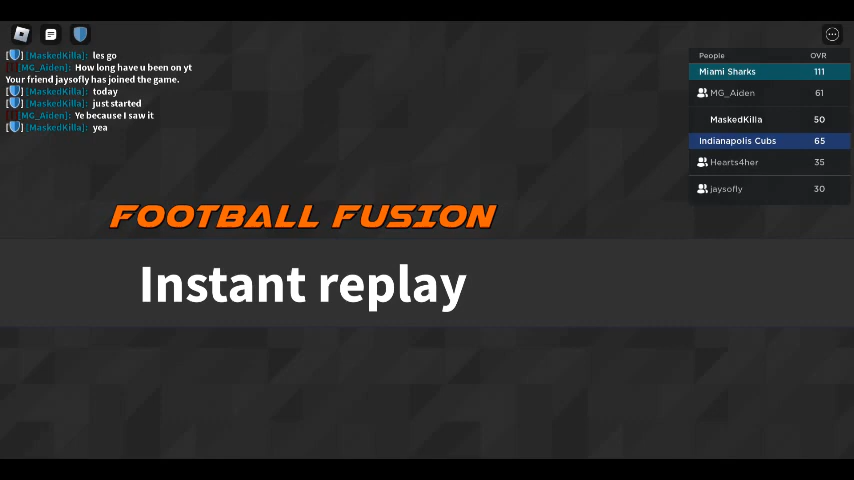 [MaskedKilla]: les go
[MG_Aiden]: How long have u been on yt
Your friend jaysofly has joined the game.
[MaskedKilla]: today
[MaskedKilla]: just started
[MG_Aiden]: Ye because I saw it
[MaskedKilla]: yea
People OVR
Miami Sharks 111
MG_Aiden 61
MaskedKilla 50
Indianapolis Cubs 65
Hearts4her 35
jaysofly 30
FOOTBALL FUSION
Instant replay